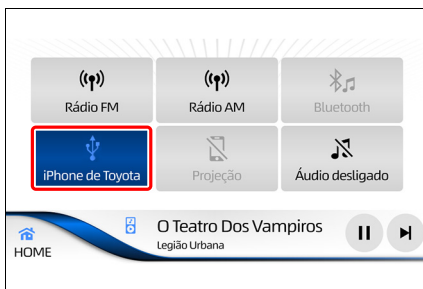 Rádio FM
Rádio AM
Bluetooth
iPhone de Toyota
Projeção
Áudio desligado
HOME
O Teatro Dos Vampiros
Legião Urbana